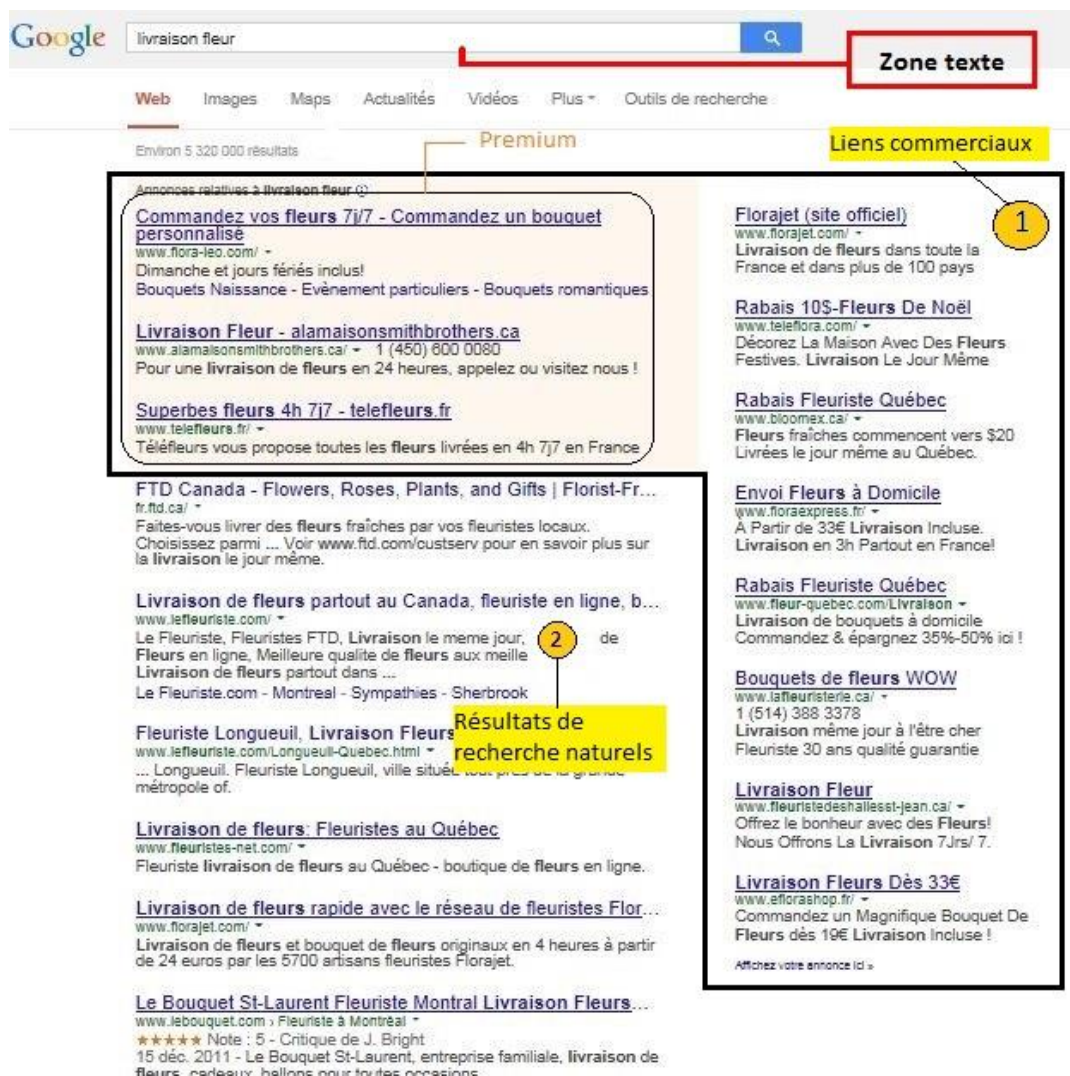 Google
livraison fleur
Zone texte
Web Images Maps Actualités Vidéos Plus Outils de recherche
Environ 5 320 000 résultats
Premium
Liens commerciaux
Annonces relatives à livraison fleur
Commandez vos fleurs 7j/7 - Commandez un bouquet
personnalisé
www.flora-leo.com/
Dimanche et jours fériés inclus!
Bouquets Naissance - Evènement particuliers - Bouquets romantiques
Livraison Fleur - alamaisonsmithbrothers.ca
www.alamaisonsmithbrothers.ca/ 1 (450) 600 0080
Pour une livraison de fleurs en 24 heures, appelez ou visitez nous !
Superbes fleurs 4h 7j7 - telefleurs.fr
www.telefleurs.fr/
Téléfleurs vous propose toutes les fleurs livrées en 4h 7j7 en France
FTD Canada - Flowers, Roses, Plants, and Gifts | Florist-Fr...
fr.ftd.ca/
Faites-vous livrer des fleurs fraîches par vos fleuristes locaux.
Choisissez parmi ... Voir www.ftd.com/custserv pour en savoir plus sur
la livraison le jour même.
Livraison de fleurs partout au Canada, fleuriste en ligne, b...
www.lefleuriste.com/
Le Fleuriste, Fleuristes FTD, Livraison le meme jour, de
Fleurs en ligne, Meilleure qualite de fleurs aux meille
Livraison de fleurs partout dans ...
Le Fleuriste.com - Montreal - Sympathies - Sherbrook
2
Résultats de
recherche naturels
Fleuriste Longueuil, Livraison Fleurs
www.lefleuriste.com/Longueuil-Quebec.html
... Longueuil. Fleuriste Longueuil, ville située tout près de la grande
métropole of.
Livraison de fleurs: Fleuristes au Québec
www.fleuristes-net.com/
Fleuriste livraison de fleurs au Québec - boutique de fleurs en ligne.
Livraison de fleurs rapide avec le réseau de fleuristes Flor...
www.florajet.com/
Livraison de fleurs et bouquet de fleurs originaux en 4 heures à partir
de 24 euros par les 5700 artisans fleuristes Florajet.
Le Bouquet St-Laurent Fleuriste Montral Livraison Fleurs...
www.lebouquet.com › Fleuriste à Montréal
Note : 5 - Critique de J. Bright
15 déc. 2011 - Le Bouquet St-Laurent, entreprise familiale, livraison de
fleurs, cadeaux, ballons pour toutes occasions
1
Florajet (site officiel)
www.florajet.com/
Livraison de fleurs dans toute la
France et dans plus de 100 pays
Rabais 10$-Fleurs De Noël
www.teleflora.com/
Décorez La Maison Avec Des Fleurs
Festives. Livraison Le Jour Même
Rabais Fleuriste Québec
www.bloomex.ca/
Fleurs fraîches commencent vers $20
Livrées le jour même au Québec.
Envoi Fleurs à Domicile
www.floraexpress.fr/
À Partir de 33€ Livraison Incluse.
Livraison en 3h Partout en France!
Rabais Fleuriste Québec
www.fleur-quebec.com/Livraison
Livraison de bouquets à domicile
Commandez & épargnez 35%-50% ici !
Bouquets de fleurs WOW
www.lafleuristerie.ca/
1 (514) 388 3378
Livraison même jour à l'être cher
Fleuriste 30 ans qualité guarantie
Livraison Fleur
www.fleuristedeshallesst-jean.ca/
Offrez le bonheur avec des Fleurs!
Nous Offrons La Livraison 7Jrs/ 7.
Livraison Fleurs Dès 33€
www.eflorashop.fr/
Commandez un Magnifique Bouquet De
Fleurs dès 19€ Livraison Incluse !
Affichez votre annonce ici »